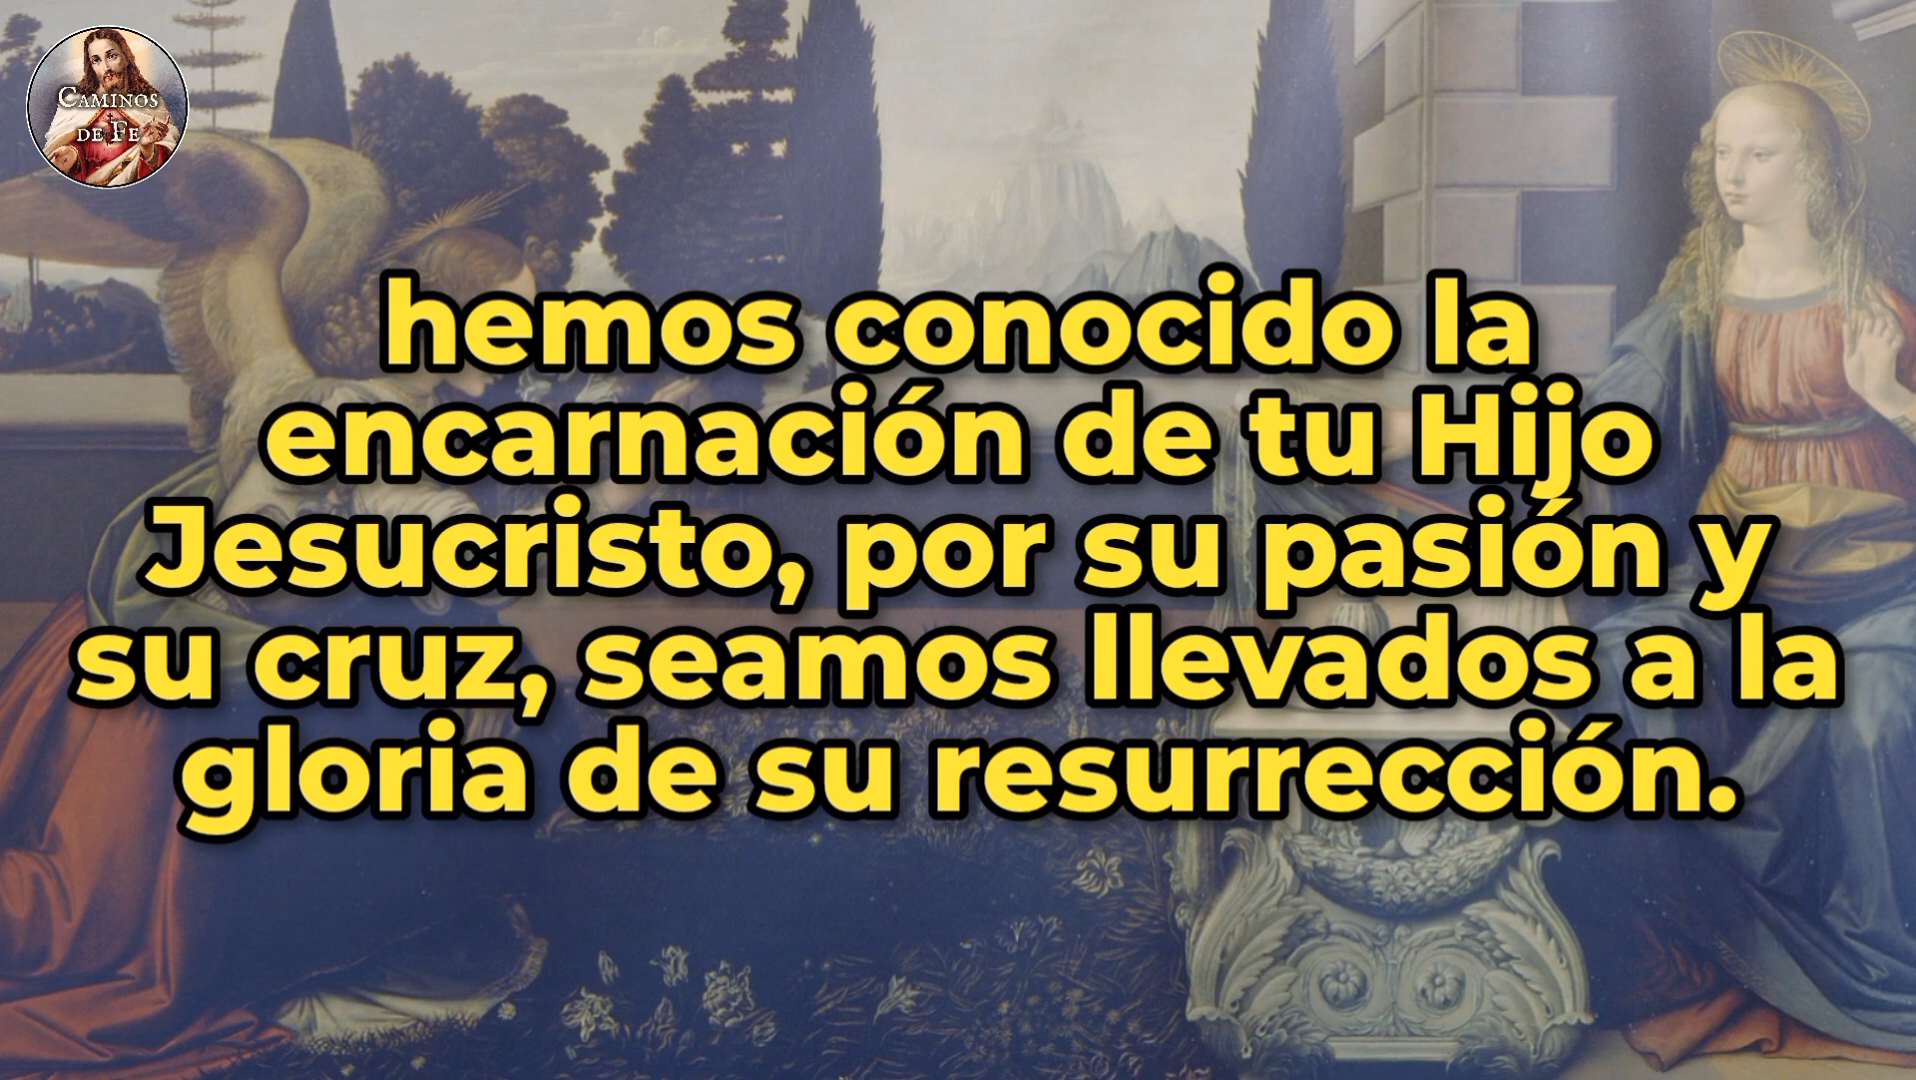 CAMINOS
DE FE
hemos conocido la
encarnación de tu Hijo
Jesucristo, por su pasión y
su cruz, seamos llevados a la
gloria de su resurrección.